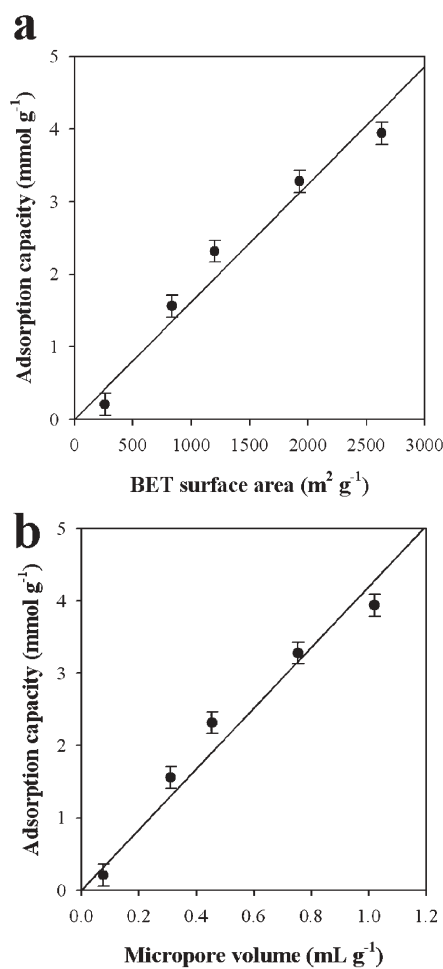 a
5
4
3
2
1
0
Adsorption capacity (mmol g⁻¹)
0 500 1000 1500 2000 2500 3000
BET surface area (m² g⁻¹)
b
5
4
3
2
1
0
Adsorption capacity (mmol g⁻¹)
0.0 0.2 0.4 0.6 0.8 1.0 1.2
Micropore volume (mL g⁻¹)